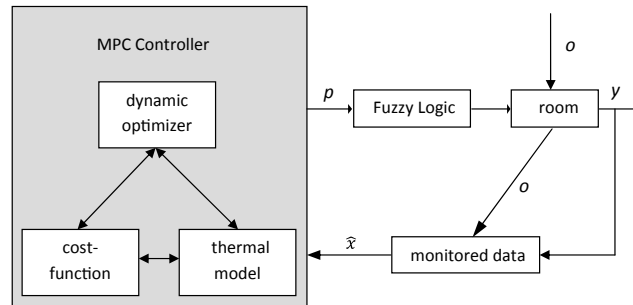 MPC Controller
dynamic
optimizer
cost-
function
thermal
model
p
Fuzzy Logic
o
room
y
o
x̂
monitored data